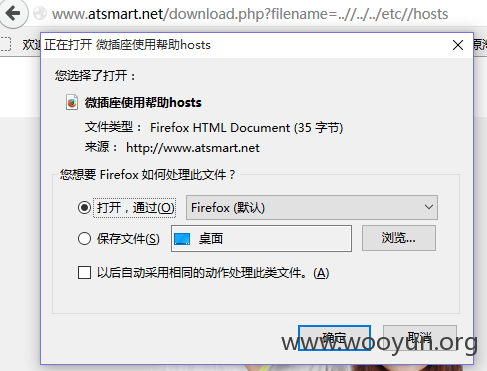 www.atsmart.net/download.php?filename=..//../../etc//hosts
欢迎
正在打开 微插座使用帮助hosts
您选择了打开：
微插座使用帮助hosts
文件类型： Firefox HTML Document (35 字节)
来源： http://www.atsmart.net
您想要 Firefox 如何处理此文件？
打开，通过(O) Firefox (默认)
保存文件(S) 桌面 浏览...
以后自动采用相同的动作处理此类文件。(A)
确定 取消
www.wooyun.org